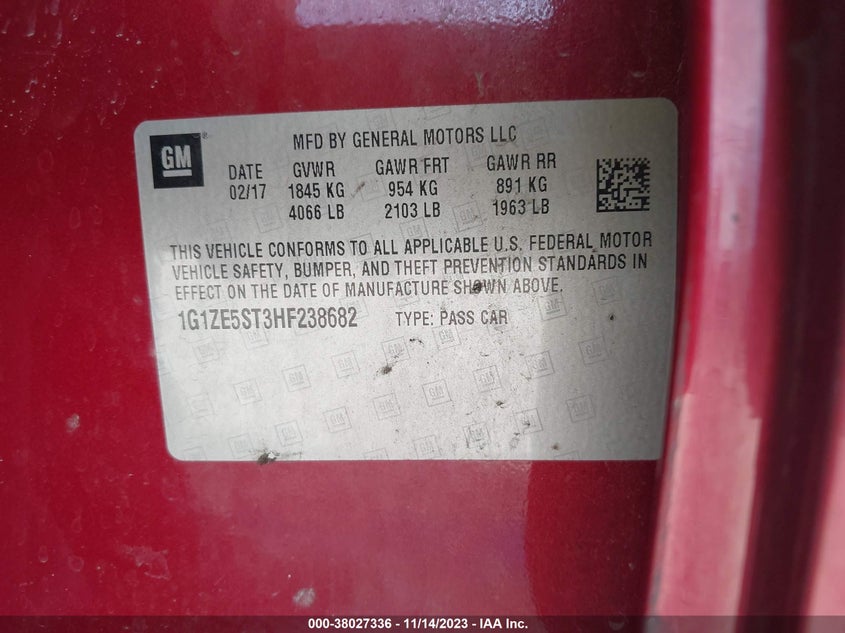 GM
MFD BY GENERAL MOTORS LLC
DATE GVWR GAWR FRT GAWR RR
02/17 1845 KG 954 KG 891 KG
4066 LB 2103 LB 1963 LB
THIS VEHICLE CONFORMS TO ALL APPLICABLE U.S. FEDERAL MOTOR
VEHICLE SAFETY, BUMPER, AND THEFT PREVENTION STANDARDS IN
EFFECT ON THE DATE OF MANUFACTURE SHOWN ABOVE.
1G1ZE5ST3HF238682 TYPE: PASS CAR
000-38027336 - 11/14/2023 - IAA Inc.